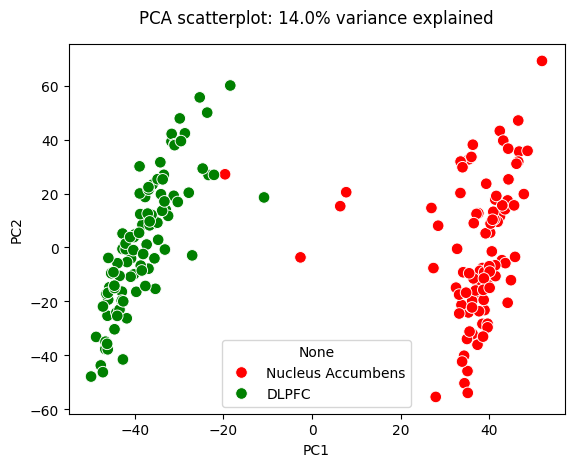 PCA scatterplot: 14.0% variance explained
PC2
60
40
20
0
−20
−40
−60
None
Nucleus Accumbens
DLPFC
−40
−20
0
20
40
PC1